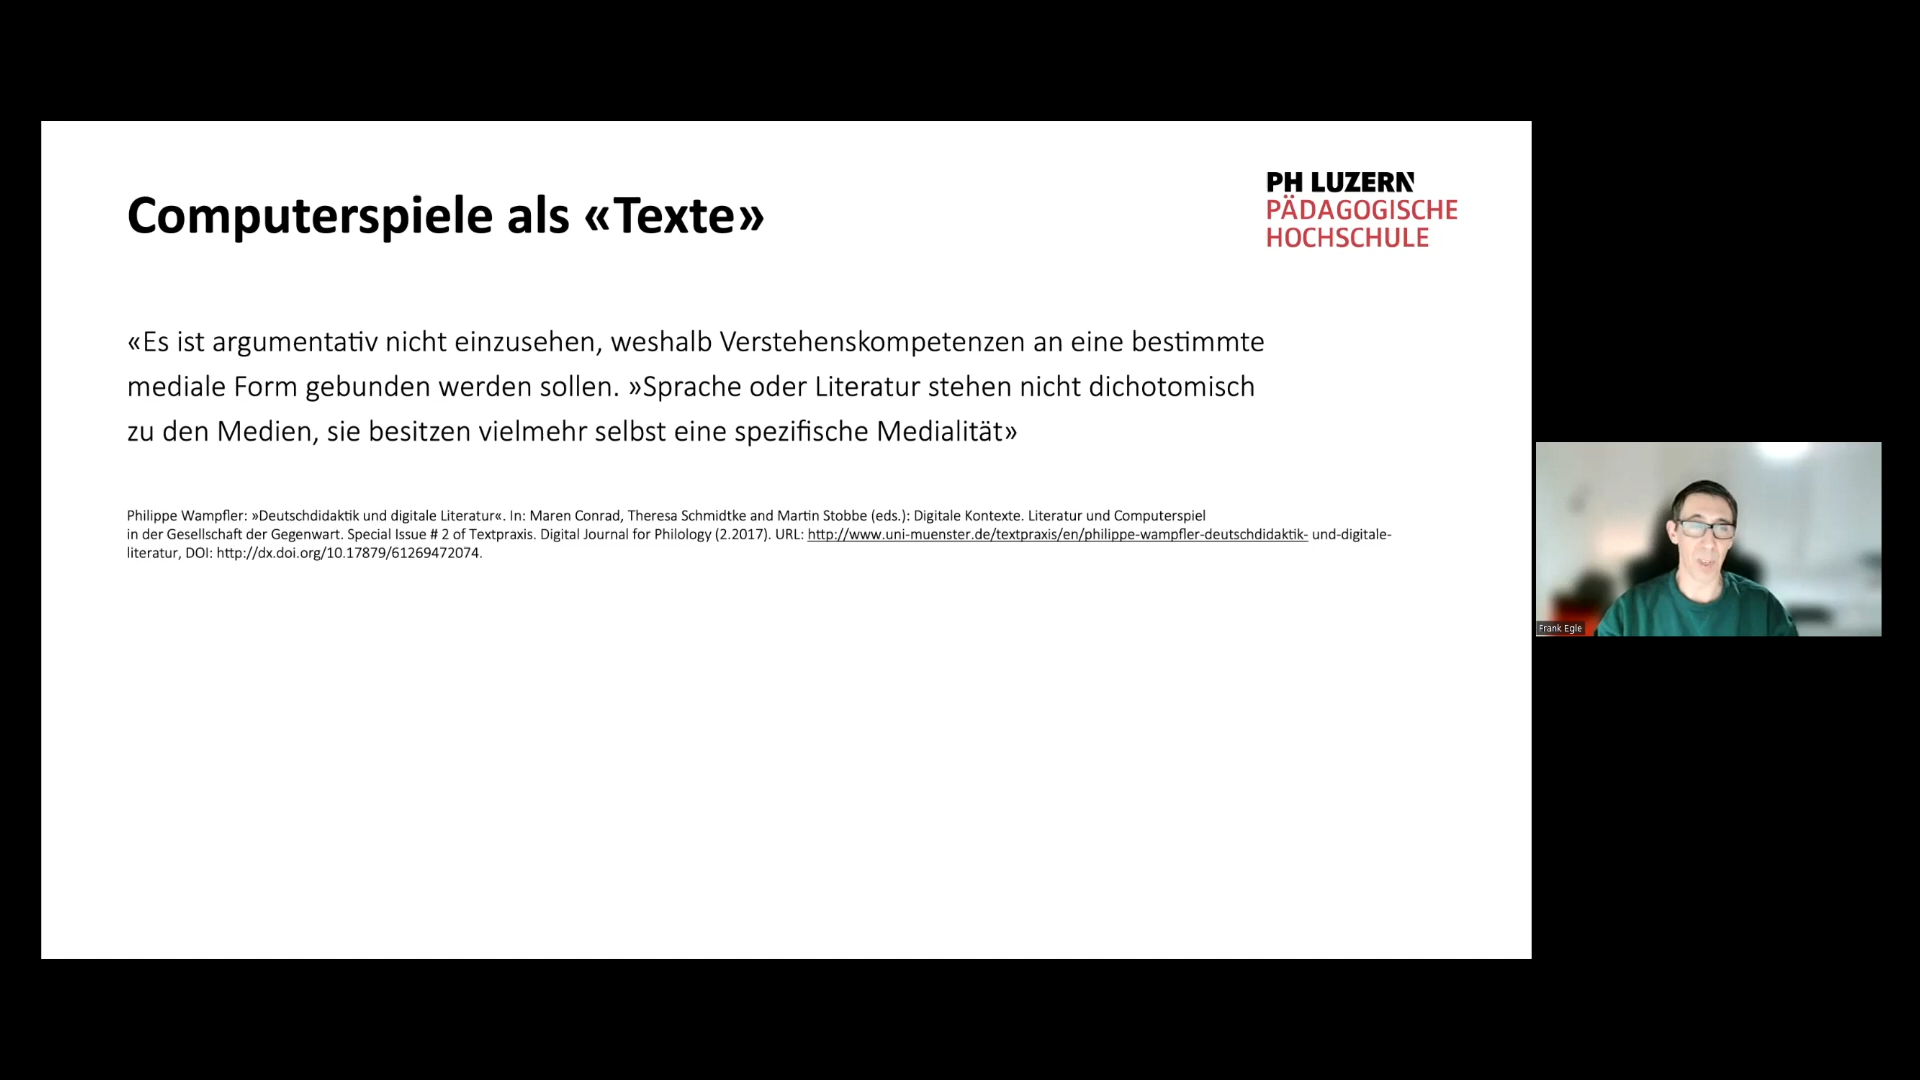 Computerspiele als «Texte»
PH LUZERN
PÄDAGOGISCHE
HOCHSCHULE
«Es ist argumentativ nicht einzusehen, weshalb Verstehenskompetenzen an eine bestimmte
mediale Form gebunden werden sollen. »Sprache oder Literatur stehen nicht dichotomisch
zu den Medien, sie besitzen vielmehr selbst eine spezifische Medialität»
Philippe Wampfler: »Deutschdidaktik und digitale Literatur«. In: Maren Conrad, Theresa Schmidtke and Martin Stobbe (eds.): Digitale Kontexte. Literatur und Computerspiel
in der Gesellschaft der Gegenwart. Special Issue # 2 of Textpraxis. Digital Journal for Philology (2.2017). URL: http://www.uni-muenster.de/textpraxis/en/philippe-wampfler-deutschdidaktik- und-digitale-
literatur, DOI: http://dx.doi.org/10.17879/61269472074.
Frank Egle